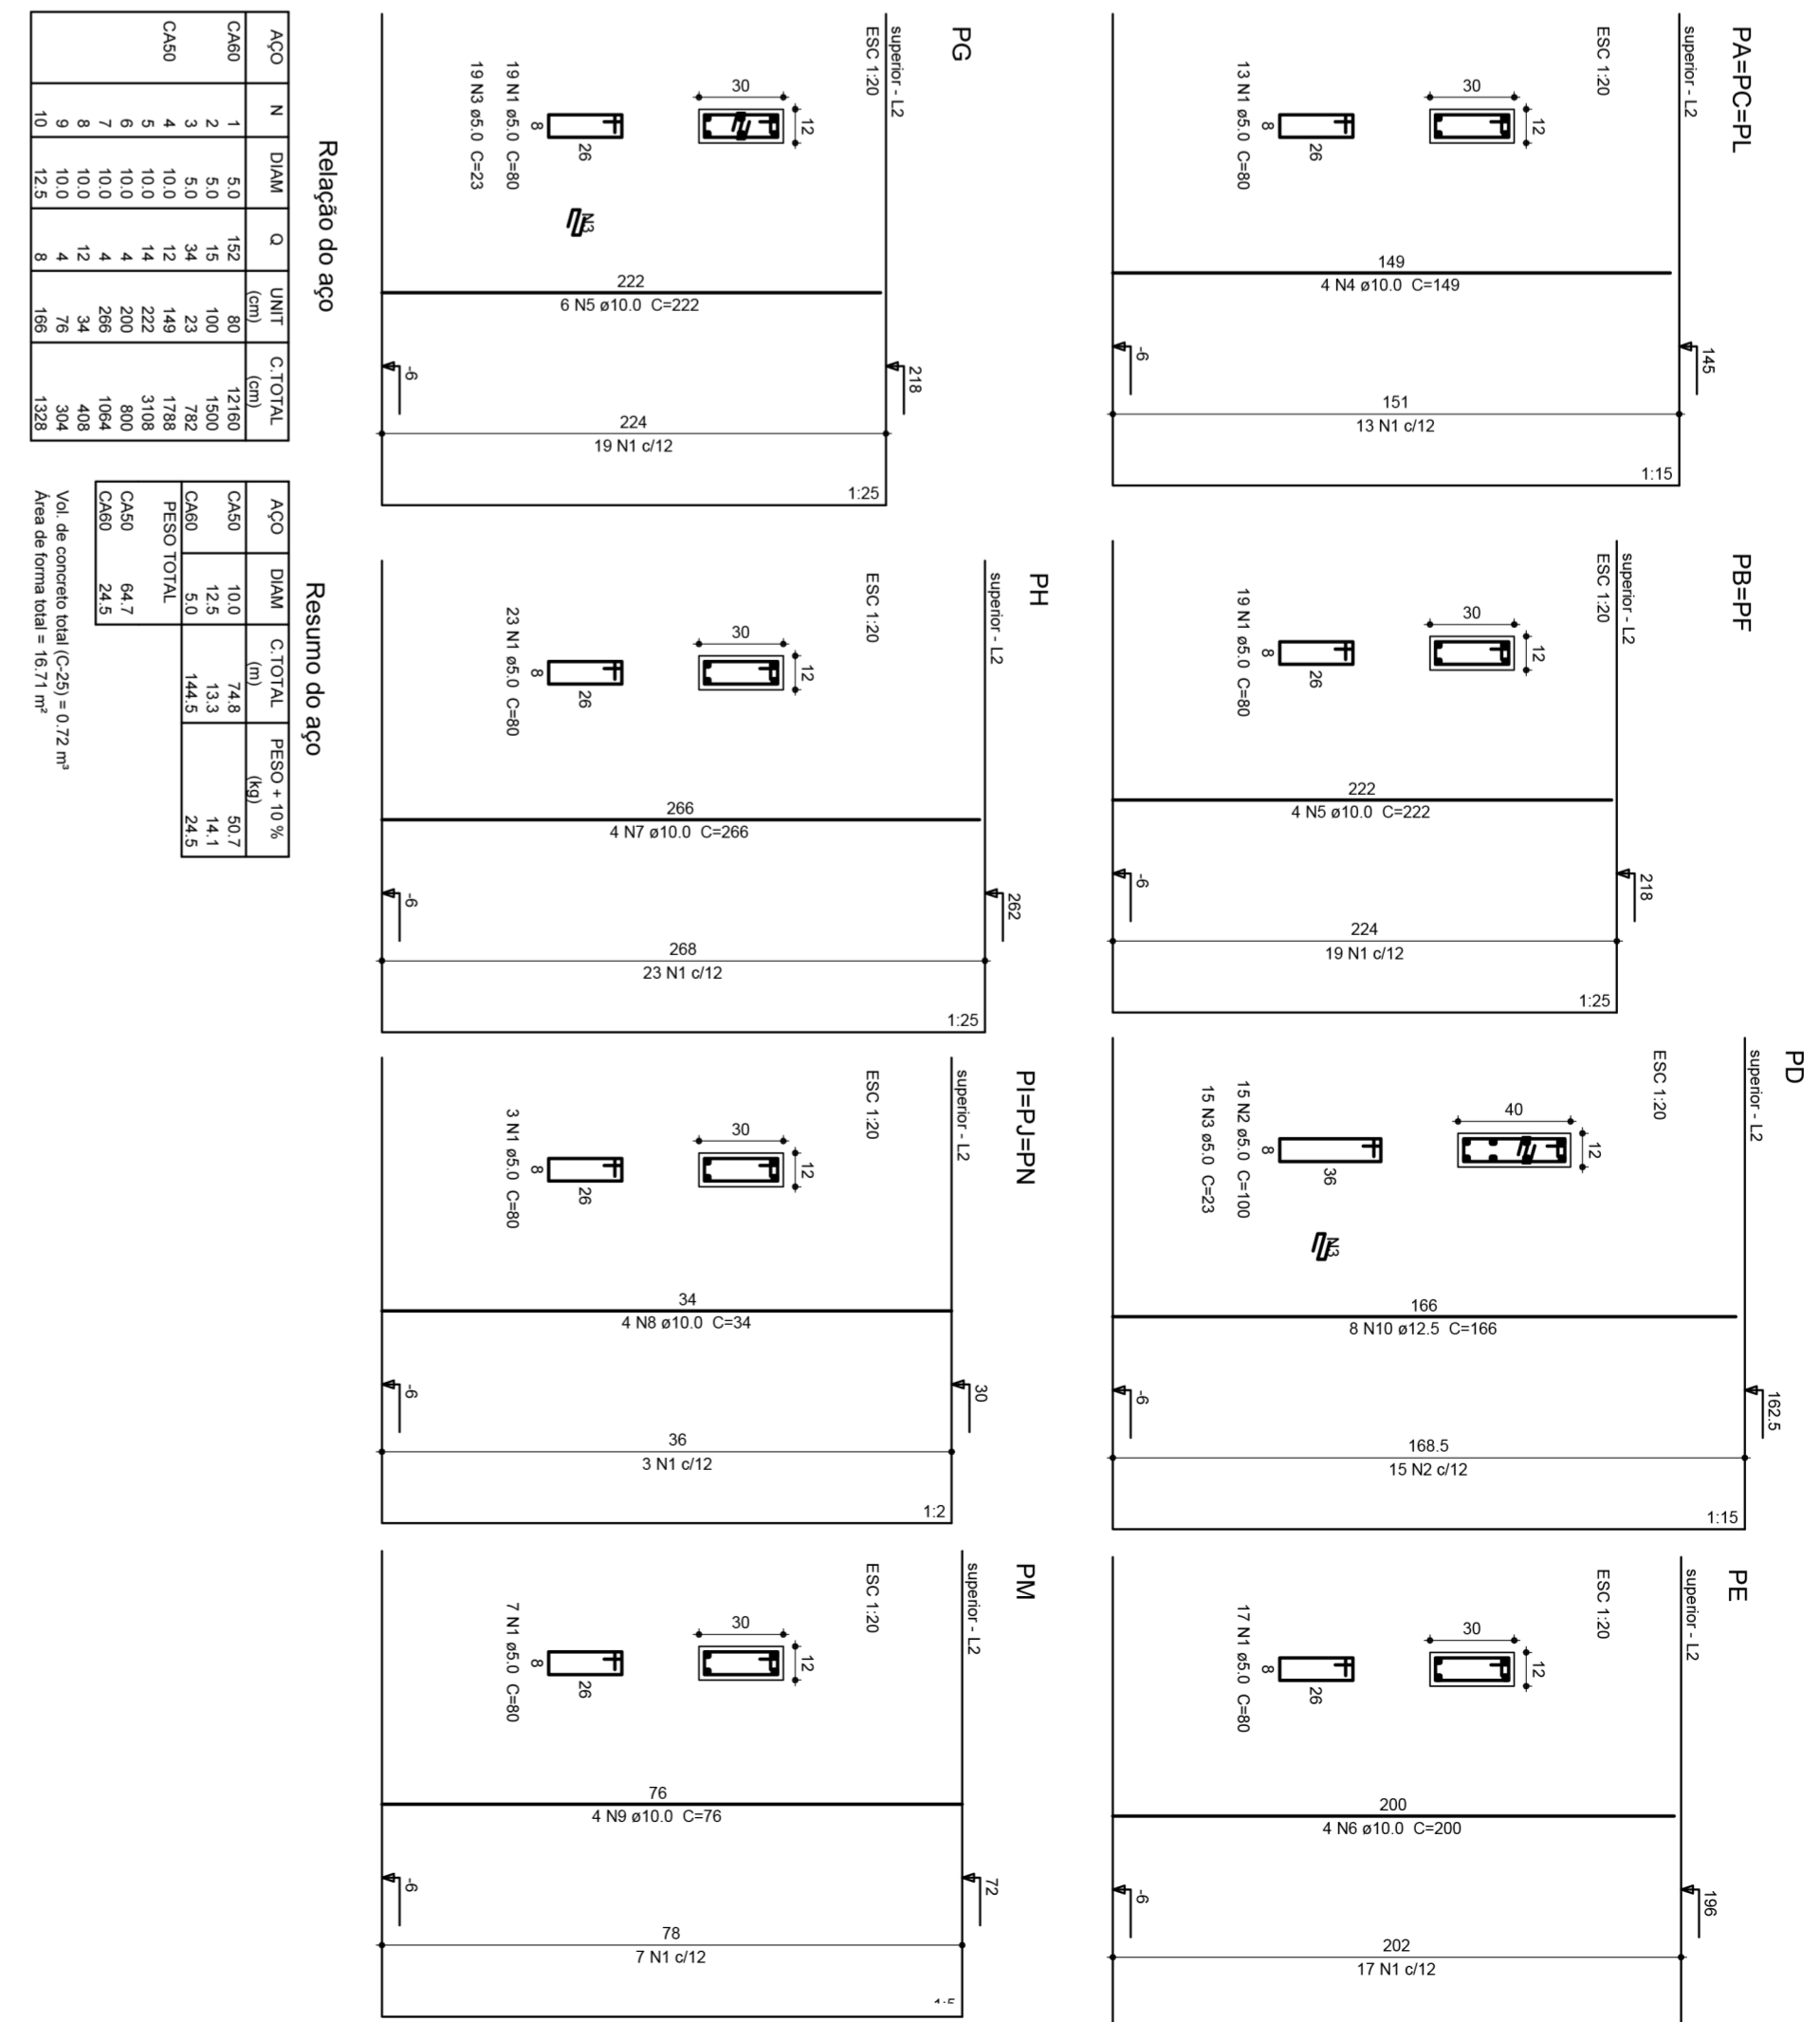 PA=PC=PL
superior - L2
ESC 1:20
30
12
26
8
13 N1 ø5.0 C=80
149
4 N4 ø10.0 C=149
145
-6
151
13 N1 c/12
1:15
PB=PF
superior - L2
ESC 1:20
30
12
26
8
19 N1 ø5.0 C=80
222
4 N5 ø10.0 C=222
218
-6
224
19 N1 c/12
1:25
PD
superior - L2
ESC 1:20
40
12
36
8
15 N2 ø5.0 C=100
15 N3 ø5.0 C=23
N3
166
8 N10 ø12.5 C=166
162.5
-6
168.5
15 N2 c/12
1:15
PE
superior - L2
ESC 1:20
30
12
26
8
17 N1 ø5.0 C=80
200
4 N6 ø10.0 C=200
196
-6
202
17 N1 c/12
PG
superior - L2
ESC 1:20
30
12
26
8
19 N1 ø5.0 C=80
19 N3 ø5.0 C=23
N3
222
6 N5 ø10.0 C=222
218
-6
224
19 N1 c/12
1:25
PH
superior - L2
ESC 1:20
30
12
26
8
23 N1 ø5.0 C=80
266
4 N7 ø10.0 C=266
262
-6
268
23 N1 c/12
1:25
PI=PJ=PN
superior - L2
ESC 1:20
30
12
26
8
3 N1 ø5.0 C=80
34
4 N8 ø10.0 C=34
30
-6
36
3 N1 c/12
1:2
PM
superior - L2
ESC 1:20
30
12
26
8
7 N1 ø5.0 C=80
76
4 N9 ø10.0 C=76
72
-6
78
7 N1 c/12
Relação do aço
AÇO N DIAM Q UNIT (cm) C.TOTAL (cm)
CA60 1 5.0 152 80 12160
2 5.0 15 100 1500
3 5.0 34 23 782
CA50 4 10.0 12 149 1788
5 10.0 14 222 3108
6 10.0 4 200 800
7 10.0 4 266 1064
8 10.0 12 34 408
9 10.0 4 76 304
10 12.5 8 166 1328
Resumo do aço
AÇO DIAM C.TOTAL (m) PESO + 10 % (kg)
CA50 10.0 74.8 50.7
12.5 13.3 14.1
CA60 5.0 144.5 24.5
PESO TOTAL
CA50 64.7
CA60 24.5
Vol. de concreto total (C-25) = 0.72 m³
Área de forma total = 16.71 m²